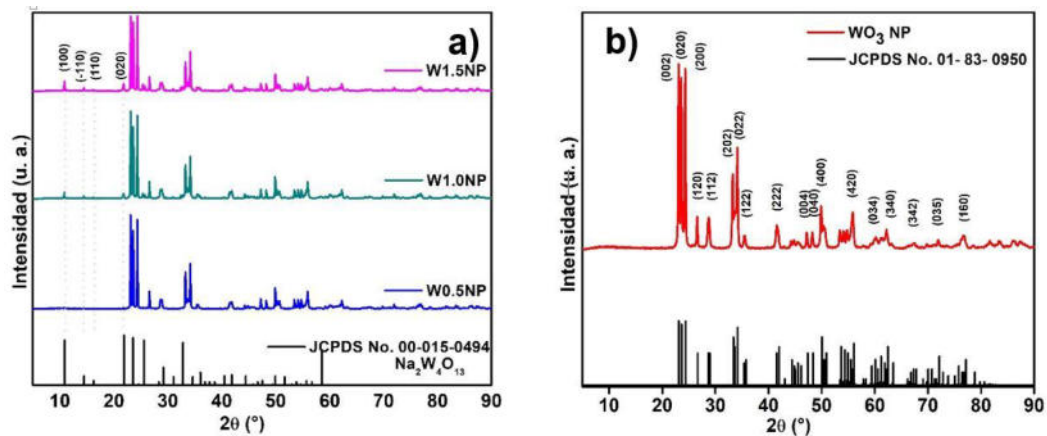 a)
(100)
(-110)
(110)
(020)
W1.5NP
W1.0NP
W0.5NP
JCPDS No. 00-015-0494
Na₂W₄O₁₃
Intensidad (u. a.)
10 20 30 40 50 60 70 80 90
2θ (°)
b)
WO₃ NP
JCPDS No. 01- 83- 0950
(002)
(020)
(200)
(120)
(112)
(202)
(022)
(122)
(222)
(004)
(040)
(400)
(420)
(034)
(340)
(342)
(035)
(160)
Intensidad (u. a.)
10 20 30 40 50 60 70 80 90
2θ (°)